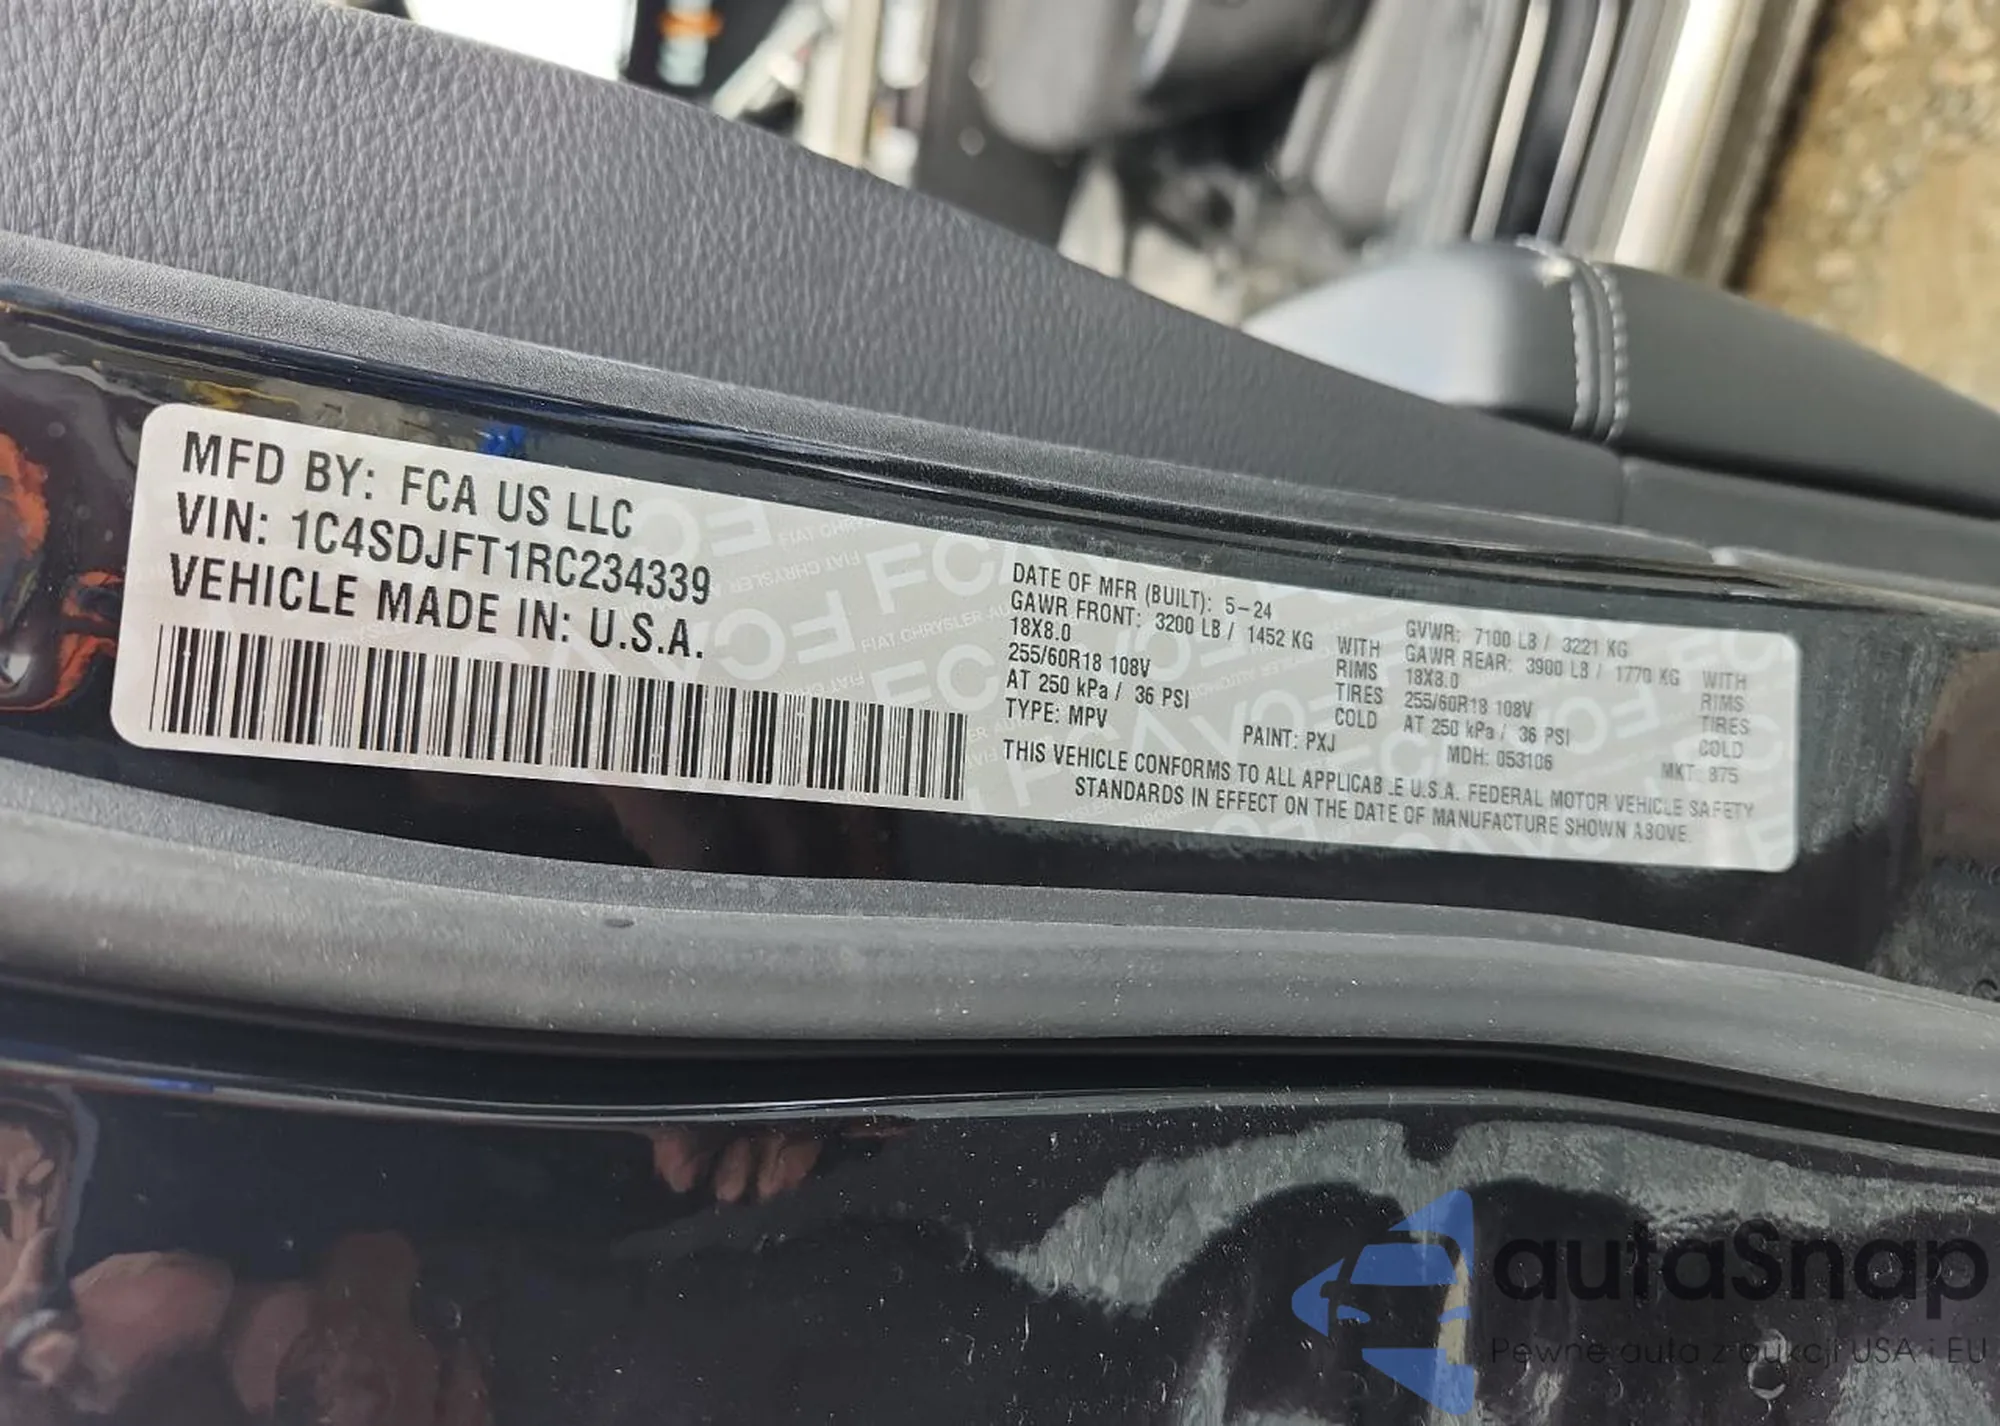 MFD BY: FCA US LLC
VIN: 1C4SDJFT1RC234339
VEHICLE MADE IN: U.S.A.
DATE OF MFR (BUILT): 5-24
GAWR FRONT: 3200 LB / 1452 KG WITH
18X8.0 RIMS
255/60R18 108V TIRES
AT 250 kPa / 36 PSI COLD
TYPE: MPV
PAINT: PXJ
GVWR: 7100 LB / 3221 KG
GAWR REAR: 3900 LB / 1770 KG WITH
18X8.0 RIMS
255/60R18 108V TIRES
AT 250 kPa / 36 PSI COLD
MDH: 053106
MKT: 875
THIS VEHICLE CONFORMS TO ALL APPLICABLE U.S.A. FEDERAL MOTOR VEHICLE SAFETY
STANDARDS IN EFFECT ON THE DATE OF MANUFACTURE SHOWN ABOVE.
autaSnap
Pewne auta z aukcji USA i EU